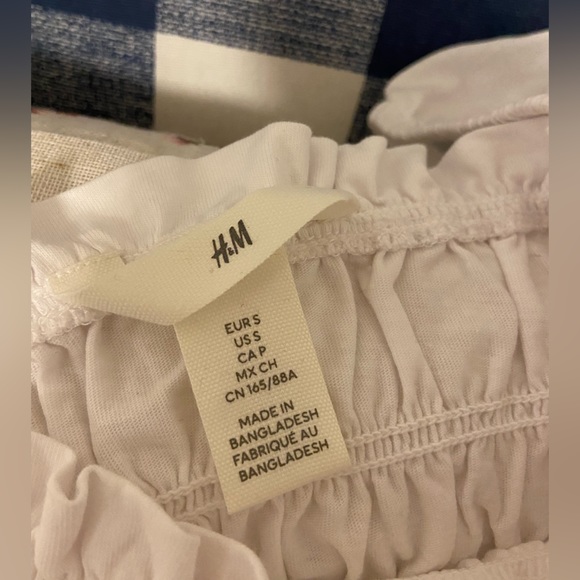 H&M
EUR S
US S
CA P
MX CH
CN 165/88A
MADE IN
BANGLADESH
FABRIQUÉ AU
BANGLADESH